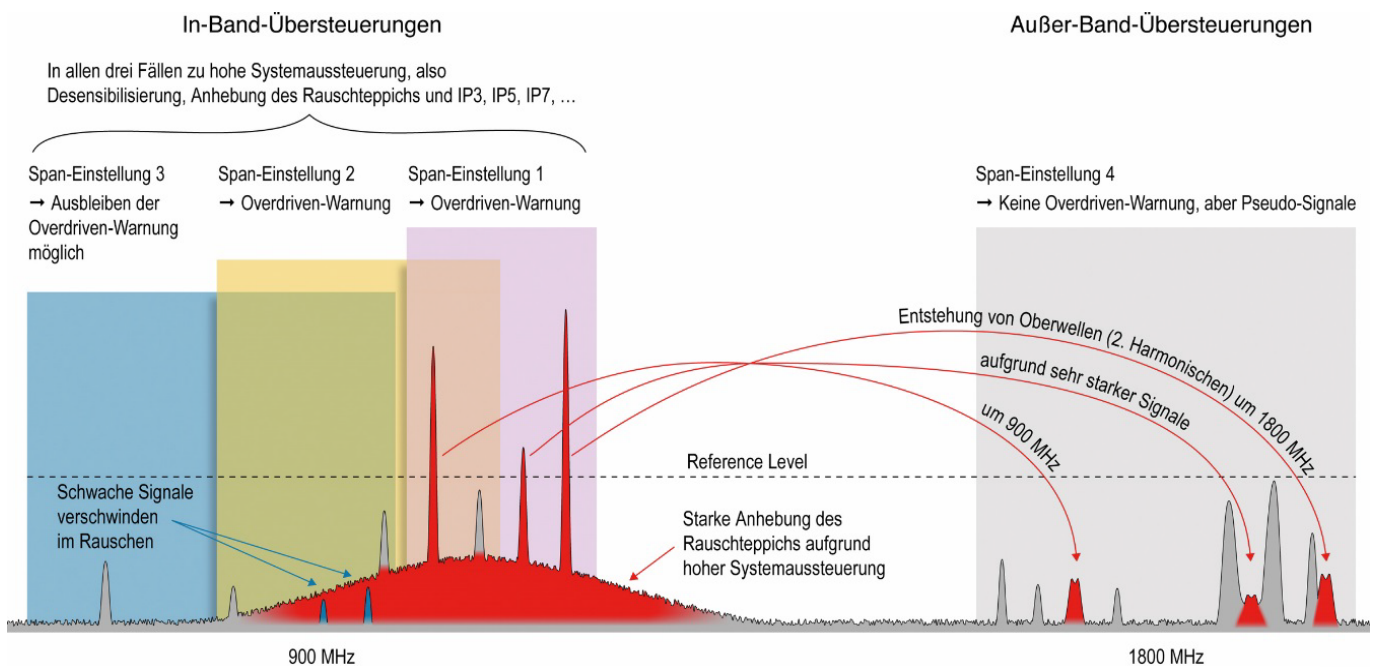 In-Band-Übersteuerungen
Außer-Band-Übersteuerungen
In allen drei Fällen zu hohe Systemaussteuerung, also
Desensibilisierung, Anhebung des Rauschteppichs und IP3, IP5, IP7, …
Span-Einstellung 3
→ Ausbleiben der
Overdriven-Warnung
möglich
Span-Einstellung 2
→ Overdriven-Warnung
Span-Einstellung 1
→ Overdriven-Warnung
Span-Einstellung 4
→ Keine Overdriven-Warnung, aber Pseudo-Signale
Entstehung von Oberwellen (2. Harmonischen) um 1800 MHz
aufgrund sehr starker Signale
um 900 MHz
Reference Level
Schwache Signale
verschwinden
im Rauschen
Starke Anhebung des
Rauschteppichs aufgrund
hoher Systemaussteuerung
900 MHz
1800 MHz